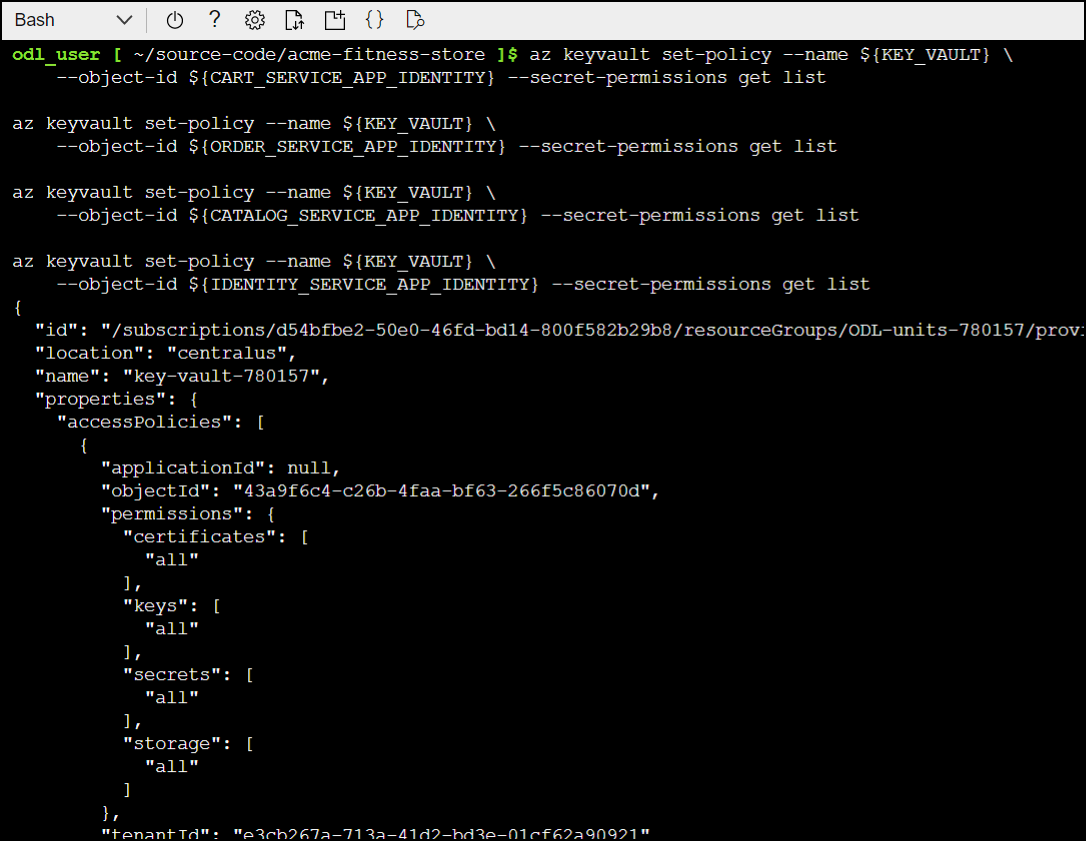 Bash
odl_user [ ~/source-code/acme-fitness-store ]$ az keyvault set-policy --name ${KEY_VAULT} \
    --object-id ${CART_SERVICE_APP_IDENTITY} --secret-permissions get list

az keyvault set-policy --name ${KEY_VAULT} \
    --object-id ${ORDER_SERVICE_APP_IDENTITY} --secret-permissions get list

az keyvault set-policy --name ${KEY_VAULT} \
    --object-id ${CATALOG_SERVICE_APP_IDENTITY} --secret-permissions get list

az keyvault set-policy --name ${KEY_VAULT} \
    --object-id ${IDENTITY_SERVICE_APP_IDENTITY} --secret-permissions get list
{
  "id": "/subscriptions/d54bfbe2-50e0-46fd-bd14-800f582b29b8/resourceGroups/ODL-units-780157/prov
  "location": "centralus",
  "name": "key-vault-780157",
  "properties": {
    "accessPolicies": [
      {
        "applicationId": null,
        "objectId": "43a9f6c4-c26b-4faa-bf63-266f5c86070d",
        "permissions": {
          "certificates": [
            "all"
          ],
          "keys": [
            "all"
          ],
          "secrets": [
            "all"
          ],
          "storage": [
            "all"
          ]
        },
        "tenantId": "e3cb267a-713a-41d2-bd3e-01cf62a90921"